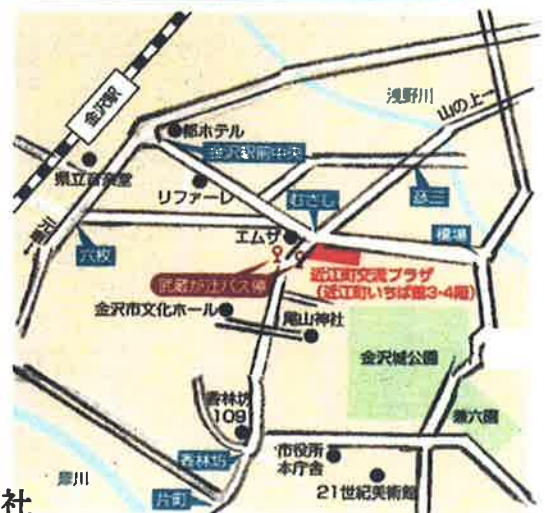 浅野川
山の上
金沢駅
都ホテル
金沢駅前中央
県立音楽堂
リファーレ
むさし
彦三
元菊
六枚
エムザ
橋場
武蔵が辻バス停
近江町交流プラザ
(近江町いちば館3・4階)
金沢市文化ホール
尾山神社
金沢城公園
兼六園
香林坊
109
香林坊
市役所
本庁舎
21世紀美術館
犀川
片町
社